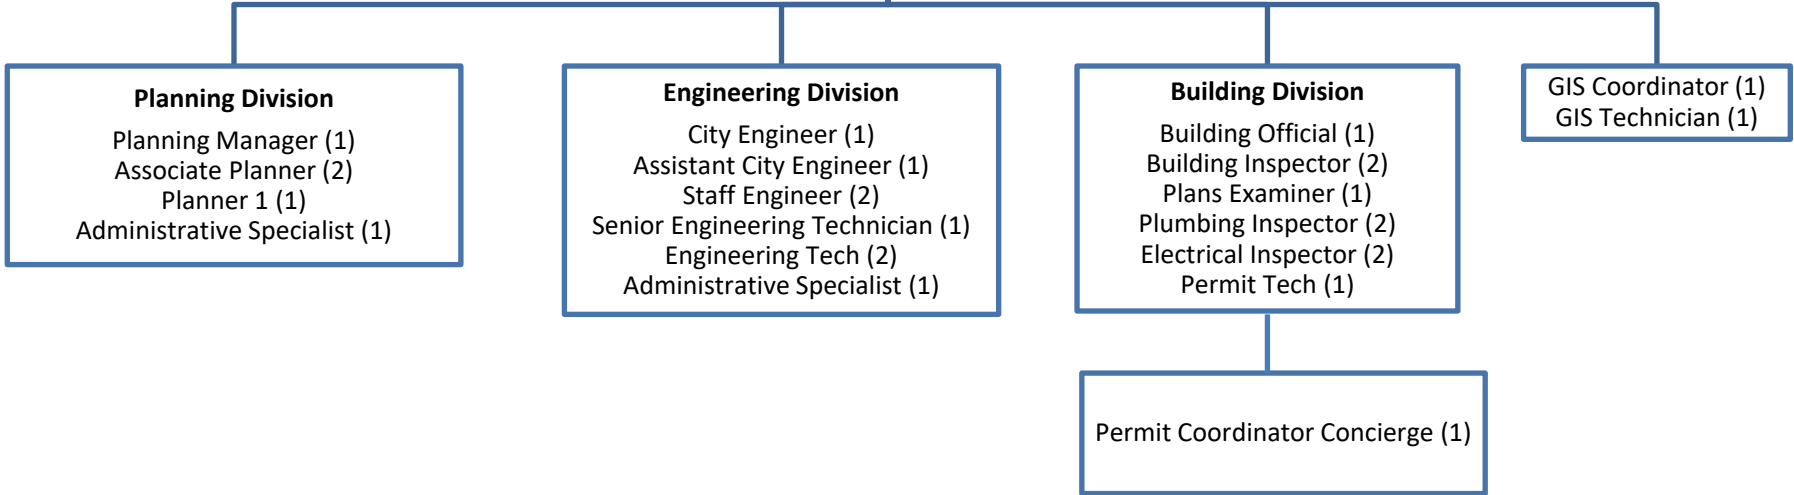 Planning Division
Planning Manager (1)
Associate Planner (2)
Planner 1 (1)
Administrative Specialist (1)
Engineering Division
City Engineer (1)
Assistant City Engineer (1)
Staff Engineer (2)
Senior Engineering Technician (1)
Engineering Tech (2)
Administrative Specialist (1)
Building Division
Building Official (1)
Building Inspector (2)
Plans Examiner (1)
Plumbing Inspector (2)
Electrical Inspector (2)
Permit Tech (1)
GIS Coordinator (1)
GIS Technician (1)
Permit Coordinator Concierge (1)